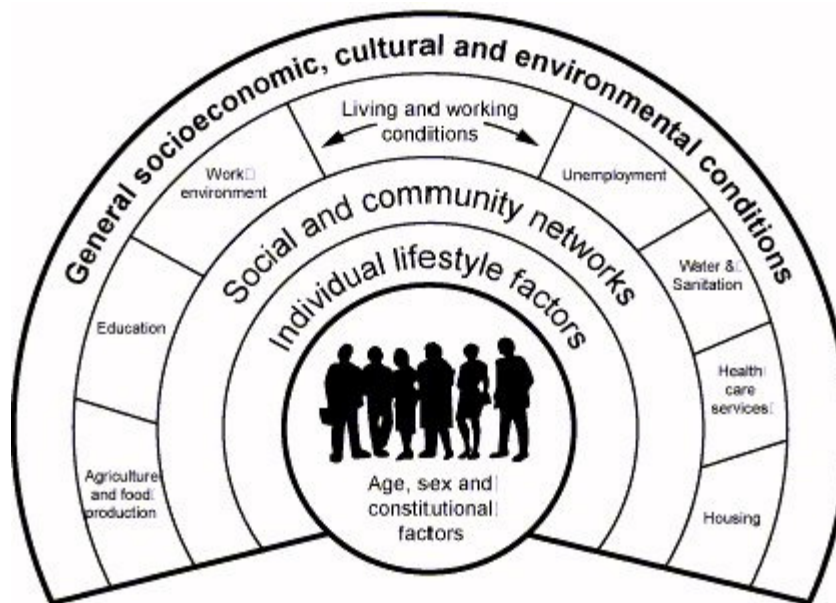 General socioeconomic, cultural and environmental conditions
Living and working
conditions
Work
environment
Unemployment
Education
Water &
Sanitation
Agriculture
and food
production
Health
care
services
Housing
Social and community networks
Individual lifestyle factors
Age, sex and
constitutional
factors